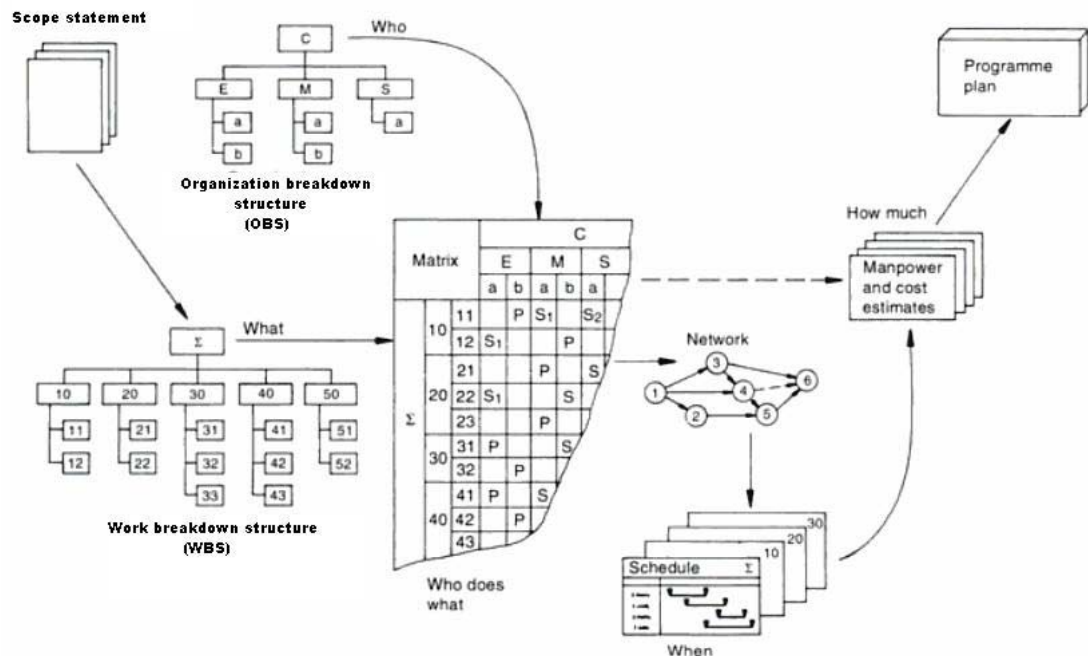 Scope statement
C
Who
E M S
a a a
b b
Organization breakdown
structure
(OBS)
Programme
plan
How much
Manpower
and cost
estimates
Σ
What
10 20 30 40 50
11 21 31 41 51
12 22 32 42 52
33 43
Work breakdown structure
(WBS)
Matrix
C
E M S
a b a b a
Σ
10
11 P S1 S2
12 S1 P
20
21 P S
22 S1 S
23 P
30
31 P S
32 P
40
41 P S
42 P
43
Who does
what
Network
1
2
3
4
5
6
30
20
10
Schedule Σ
When